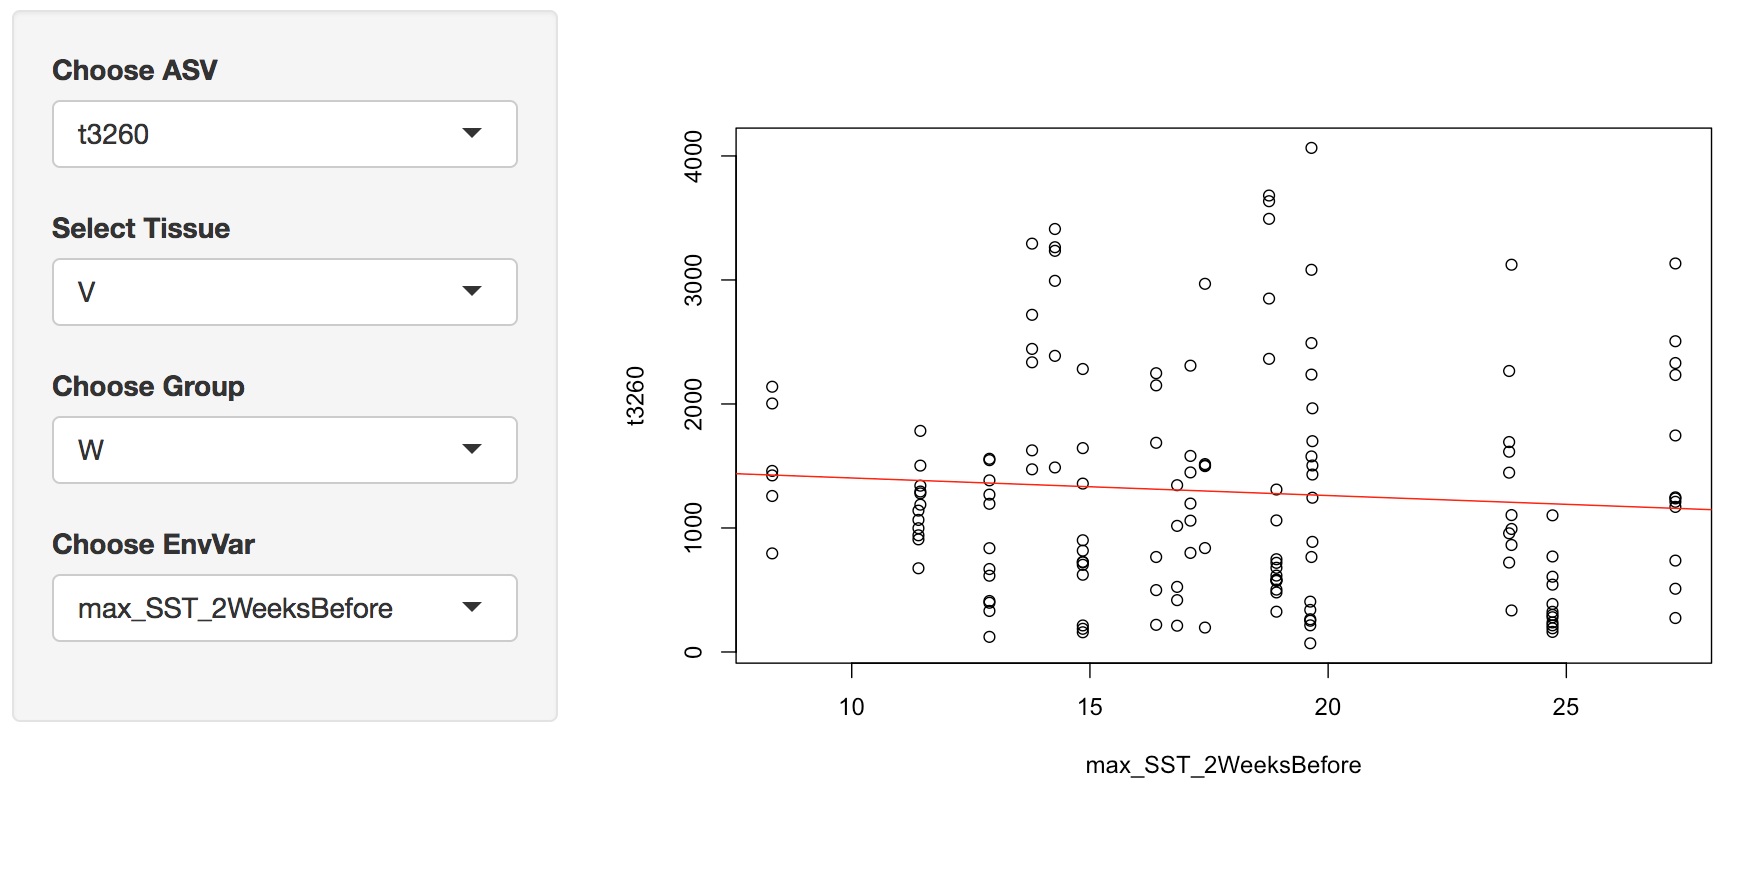 Choose ASV
t3260
Select Tissue
V
Choose Group
W
Choose EnvVar
max_SST_2WeeksBefore
4000
3000
2000
1000
0
t3260
10 15 20 25
max_SST_2WeeksBefore